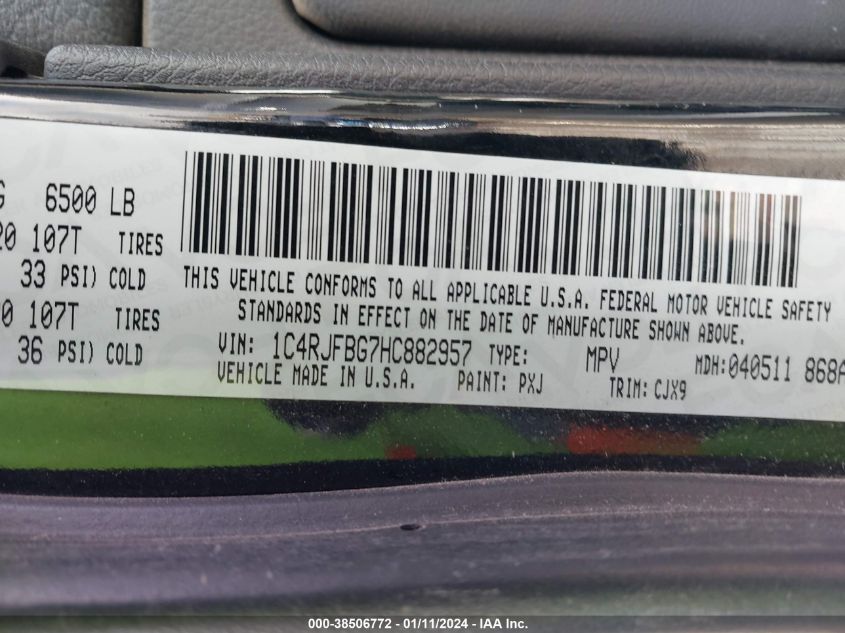 6500 LB
107T TIRES
33 PSI) COLD
107T TIRES
36 PSI) COLD
THIS VEHICLE CONFORMS TO ALL APPLICABLE U.S.A. FEDERAL MOTOR VEHICLE SAFETY
STANDARDS IN EFFECT ON THE DATE OF MANUFACTURE SHOWN ABOVE.
VIN: 1C4RJFBG7HC882957 TYPE: MPV MDH:040511 868A
VEHICLE MADE IN U.S.A. PAINT: PXJ TRIM: CJX9
000-38506772 - 01/11/2024 - IAA Inc.